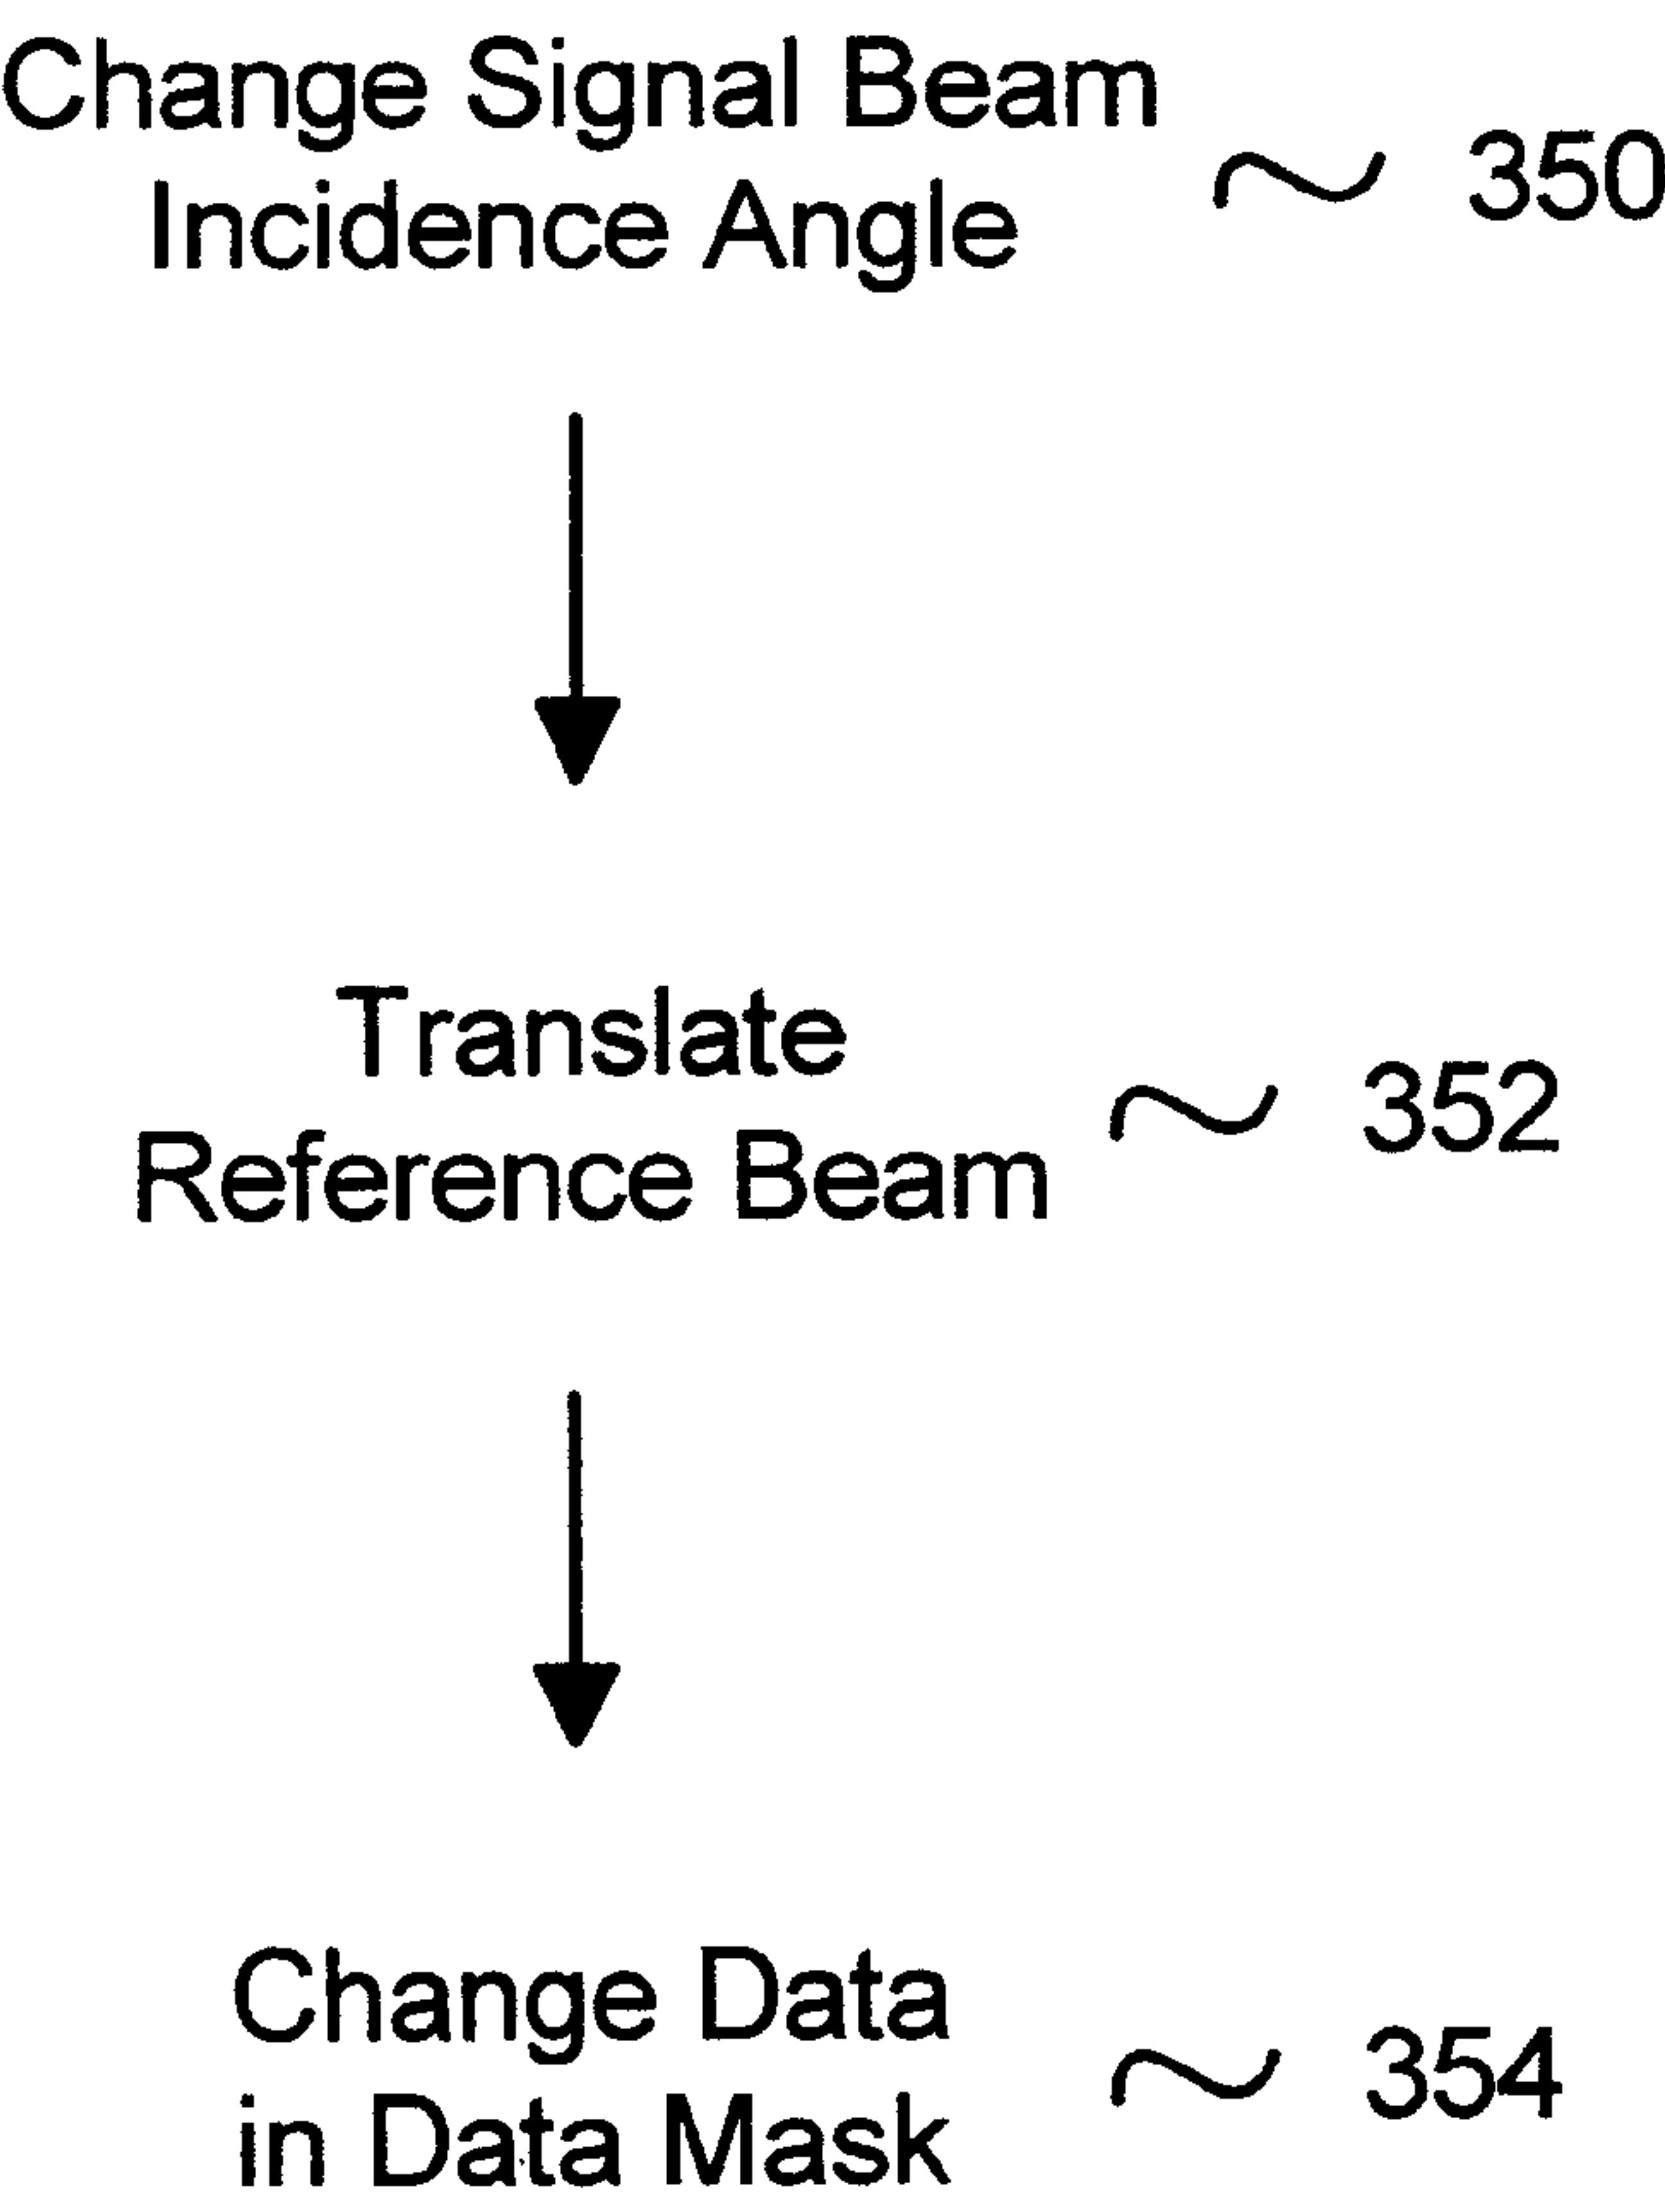 Change Signal Beam
Incidence Angle
350
Translate
Reference Beam
352
Change Data
in Data Mask
354